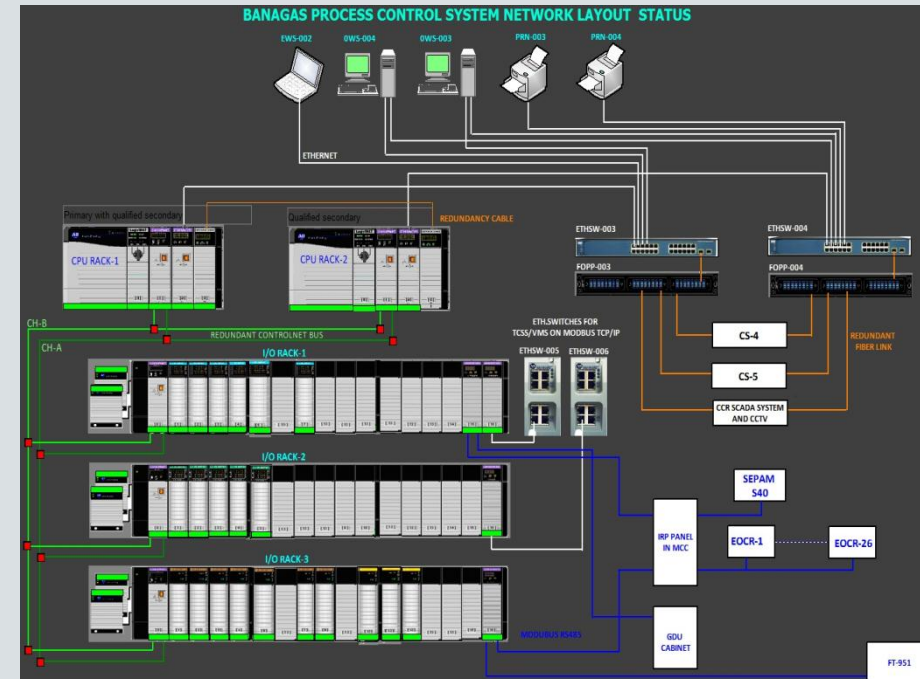 BANAGAS PROCESS CONTROL SYSTEM NETWORK LAYOUT STATUS
EWS-002
0WS-004
0WS-003
PRN-003
PRN-004
ETHERNET
Primary with qualified secondary
Qualified secondary
REDUNDANCY CABLE
CPU RACK-1
CPU RACK-2
ETHSW-003
ETHSW-004
FOPP-003
FOPP-004
CH-B
CH-A
REDUNDANT CONTROLNET BUS
ETH.SWITCHES FOR
TCSS/VMS ON MODBUS TCP/IP
ETHSW-005
ETHSW-006
CS-4
CS-5
CCR SCADA SYSTEM
AND CCTV
REDUNDANT
FIBER LINK
I/O RACK-1
I/O RACK-2
I/O RACK-3
SEPAM
S40
IRP PANEL
IN MCC
EOCR-1
EOCR-26
MODUBUS RS485
GDU
CABINET
FT-951